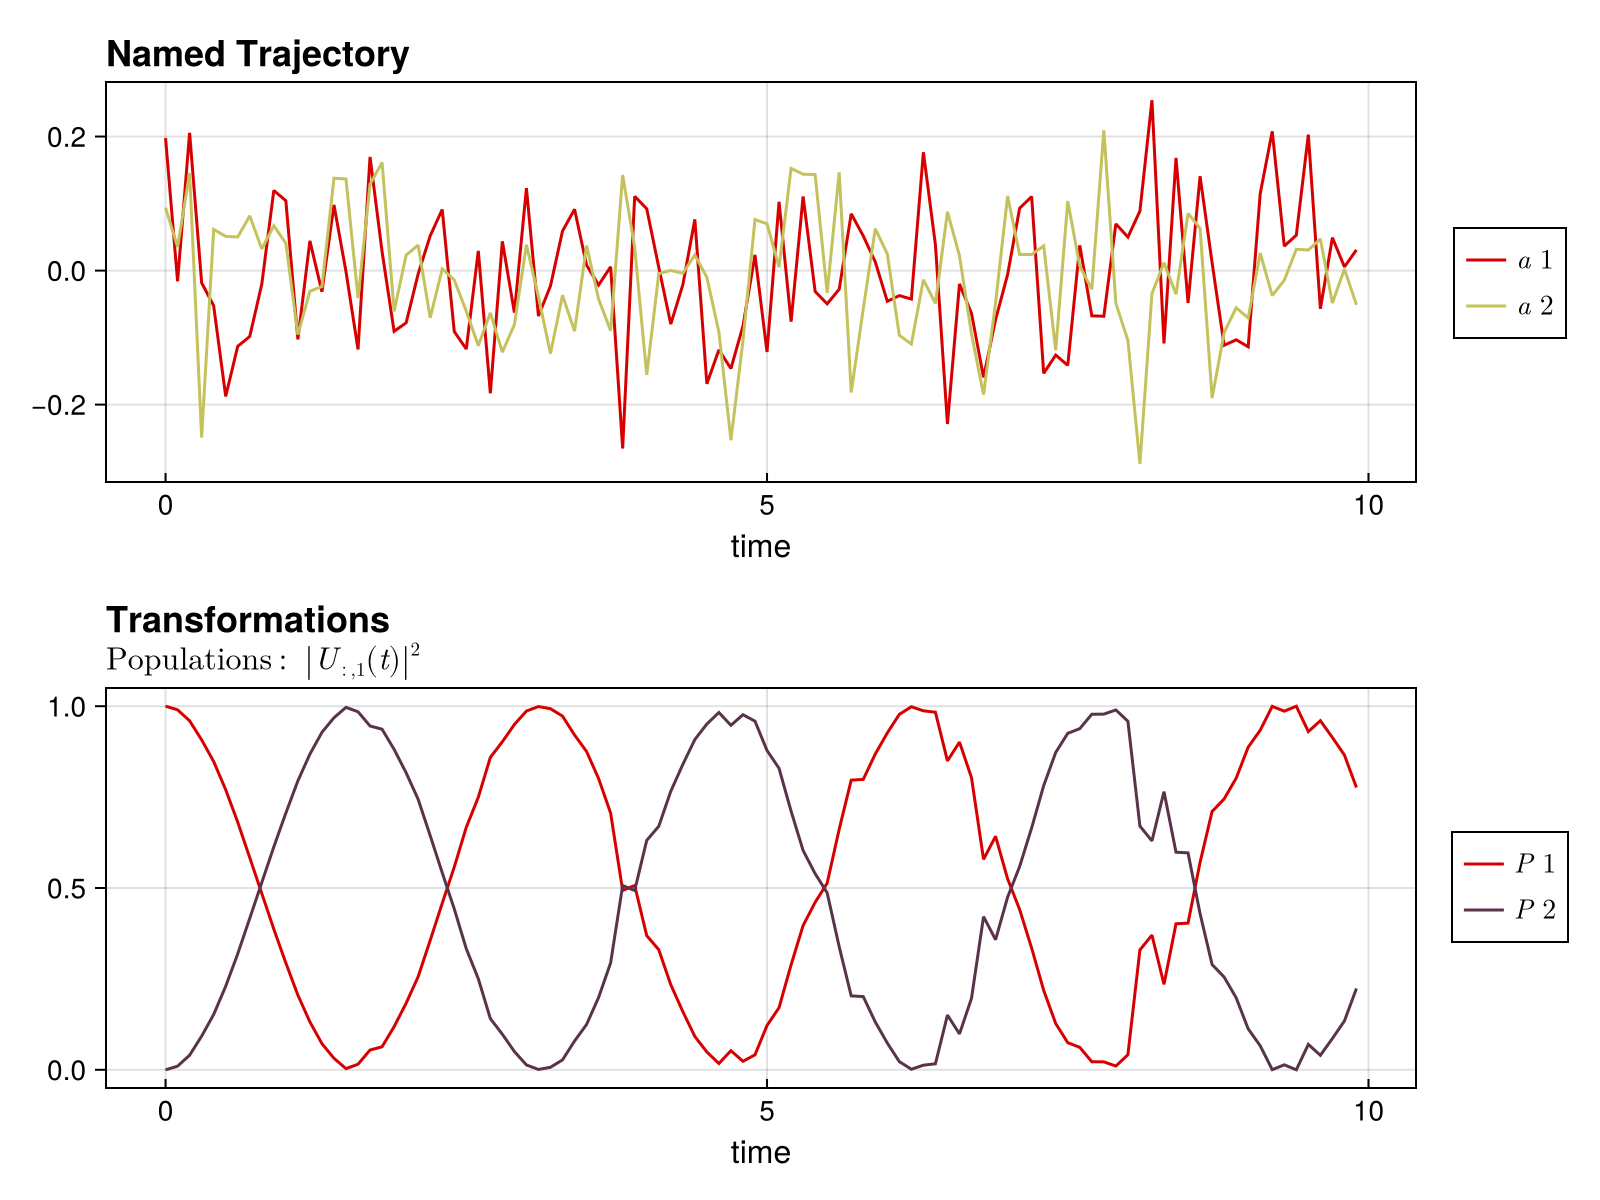 Named Trajectory
0.2
0.0
−0.2
0 5 10
time
a 1
a 2
Transformations
Populations: |U_{:,1}(t)|^2
1.0
0.5
0.0
0 5 10
time
P 1
P 2